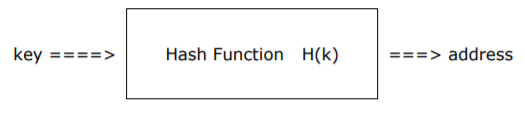 key ====> Hash Function H(k) ===> address